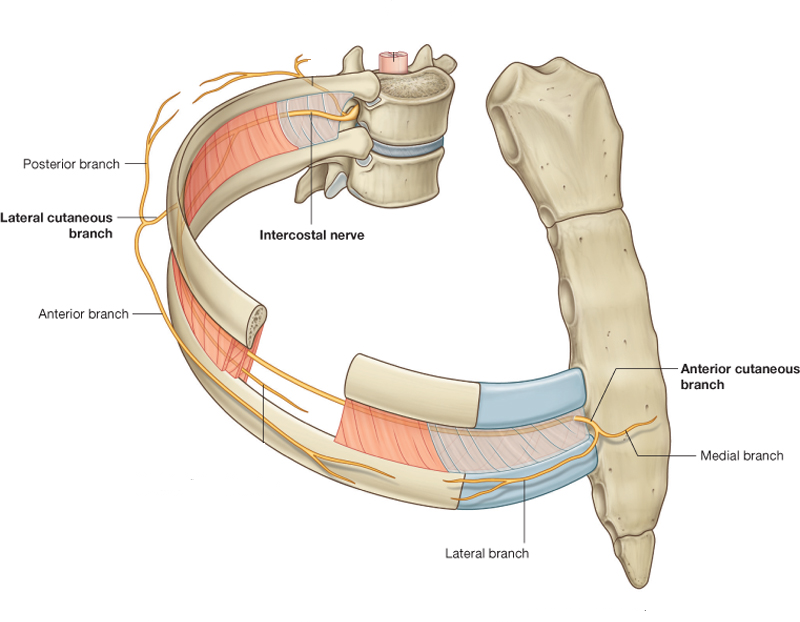 Posterior branch
Lateral cutaneous
branch
Intercostal nerve
Anterior branch
Anterior cutaneous
branch
Medial branch
Lateral branch